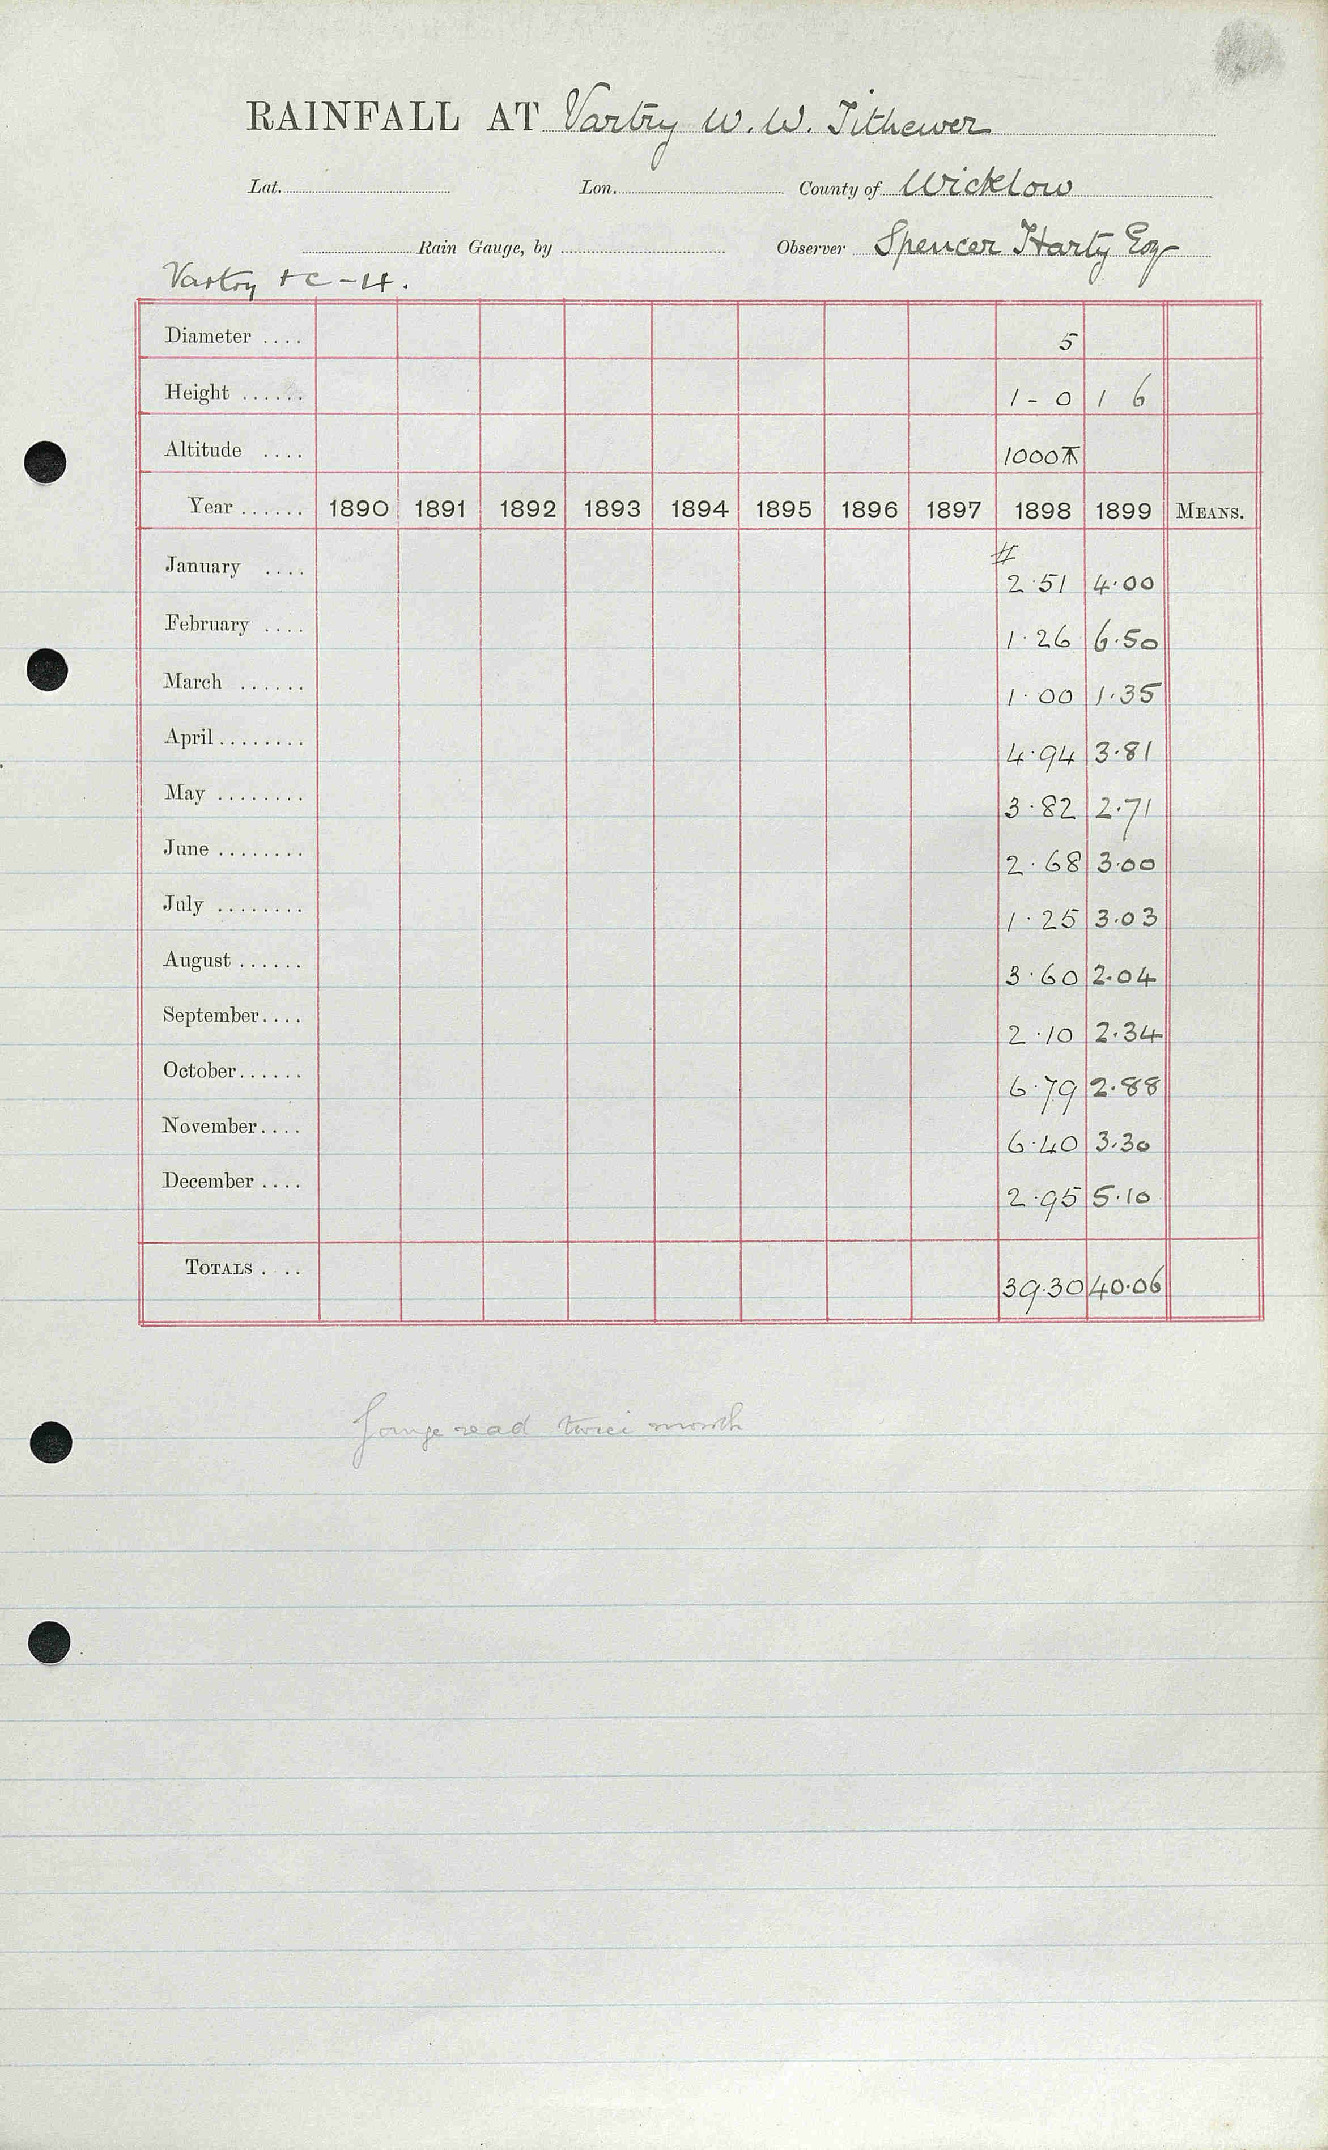 RAINFALL AT Vartry W. W. Tithewer
Lat. Lon. County of Wicklow
Rain Gauge, by Observer Spencer Harty Esq
Vartry
Diameter .... 5
Height ...... 1-0 1 6
Altitude .... 1000
Year ...... 1890 1891 1892 1893 1894 1895 1896 1897 1898 1899 MEANS.
#
January .... 2.51 4.00
February .... 1.26 6.50
March ...... 1.00 1.35
April ........ 4.94 3.81
May ........ 3.82 2.71
June ........ 2.68 3.00
July ........ 1.25 3.03
August ...... 3.60 2.04
September .... 2.10 2.34
October ...... 6.79 2.88
November .... 6.40 3.30
December .... 2.95 5.10
TOTALS .... 39.30 40.06
Gauge read twice month